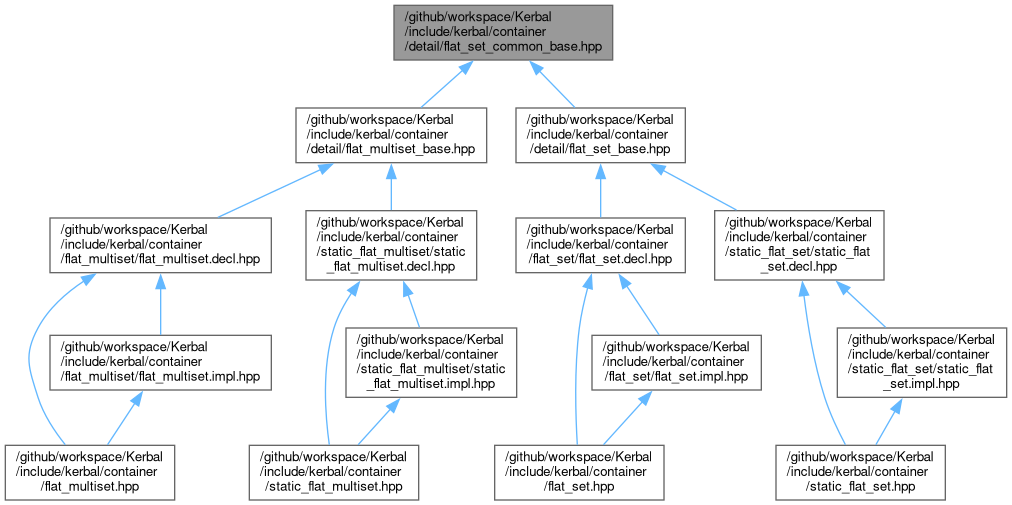 /github/workspace/Kerbal
/include/kerbal/container
/detail/flat_set_common_base.hpp
/github/workspace/Kerbal
/include/kerbal/container
/detail/flat_multiset_base.hpp
/github/workspace/Kerbal
/include/kerbal/container
/detail/flat_set_base.hpp
/github/workspace/Kerbal
/include/kerbal/container
/flat_multiset/flat_multiset.decl.hpp
/github/workspace/Kerbal
/include/kerbal/container
/static_flat_multiset/static
_flat_multiset.decl.hpp
/github/workspace/Kerbal
/include/kerbal/container
/flat_set/flat_set.decl.hpp
/github/workspace/Kerbal
/include/kerbal/container
/static_flat_set/static_flat
_set.decl.hpp
/github/workspace/Kerbal
/include/kerbal/container
/flat_multiset/flat_multiset.impl.hpp
/github/workspace/Kerbal
/include/kerbal/container
/static_flat_multiset/static
_flat_multiset.impl.hpp
/github/workspace/Kerbal
/include/kerbal/container
/flat_set/flat_set.impl.hpp
/github/workspace/Kerbal
/include/kerbal/container
/static_flat_set/static_flat
_set.impl.hpp
/github/workspace/Kerbal
/include/kerbal/container
/flat_multiset.hpp
/github/workspace/Kerbal
/include/kerbal/container
/static_flat_multiset.hpp
/github/workspace/Kerbal
/include/kerbal/container
/flat_set.hpp
/github/workspace/Kerbal
/include/kerbal/container
/static_flat_set.hpp